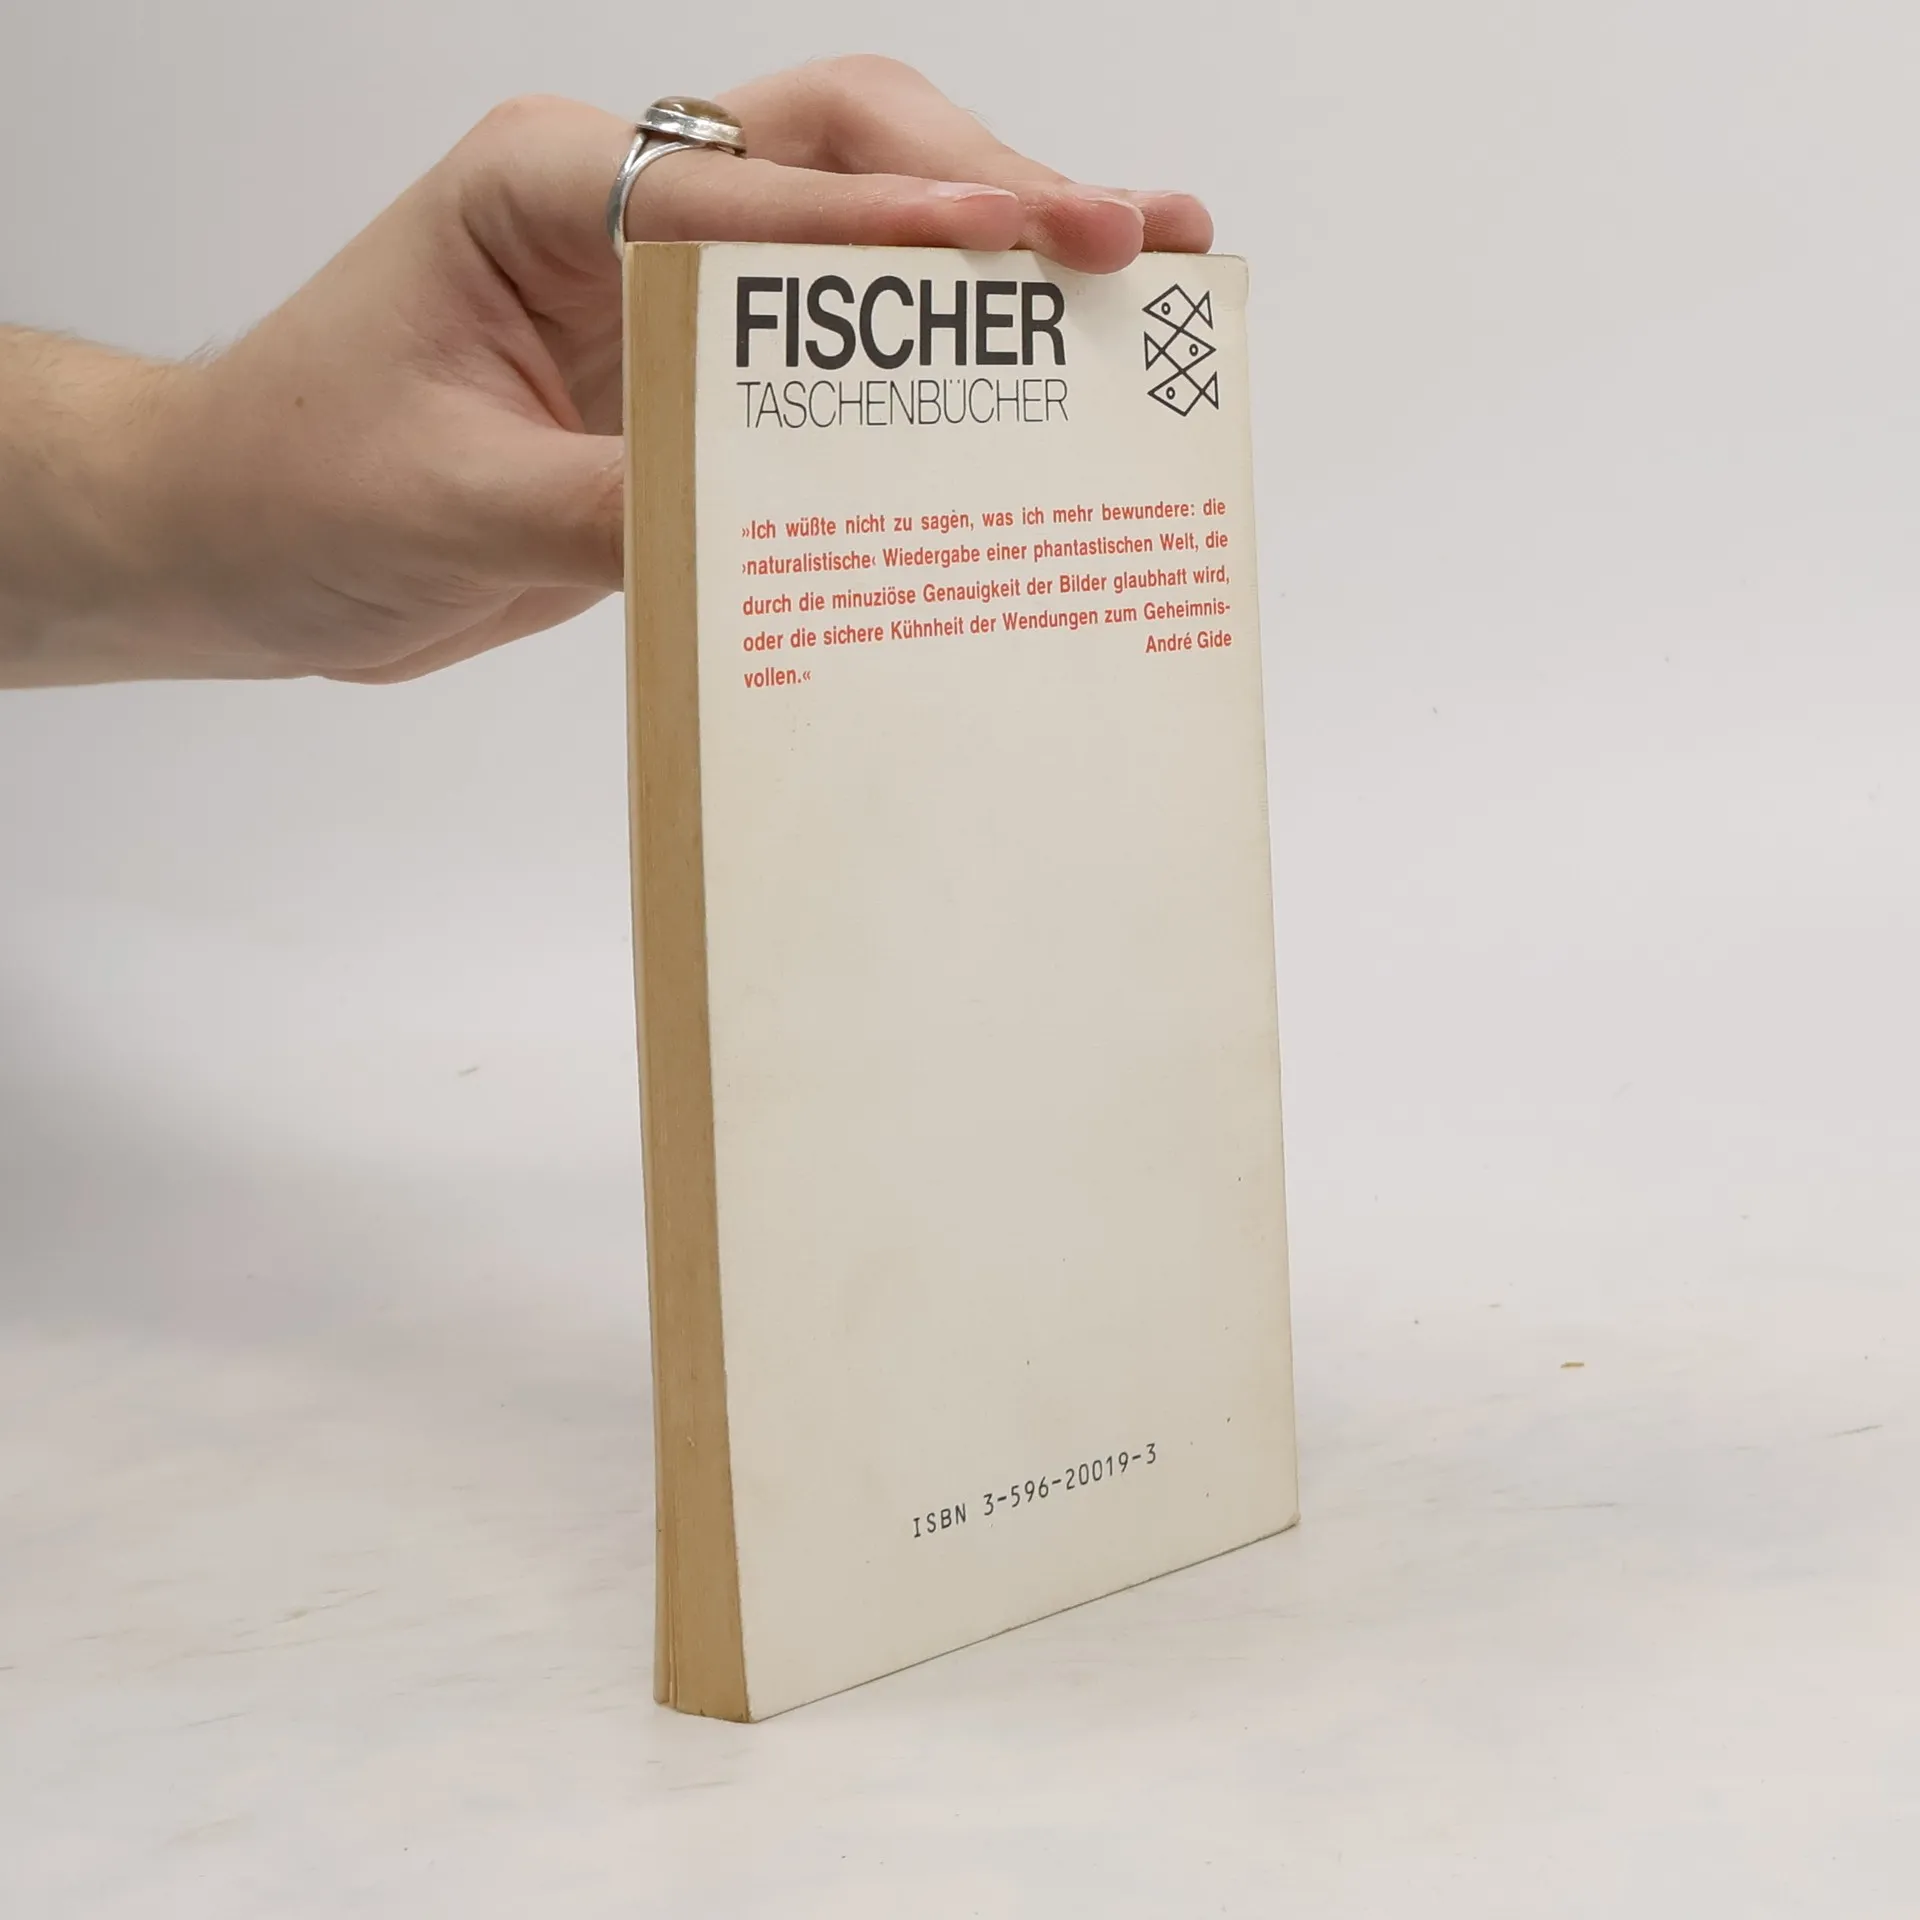 FISCHER
TASCHENBÜCHER
»Ich wüßte nicht zu sagen, was ich mehr bewundere: die
›naturalistische‹ Wiedergabe einer phantastischen Welt, die
durch die minuziöse Genauigkeit der Bilder glaubhaft wird,
oder die sichere Kühnheit der Wendungen zum Geheimnis-
vollen.«
André Gide
ISBN 3-596-20019-3